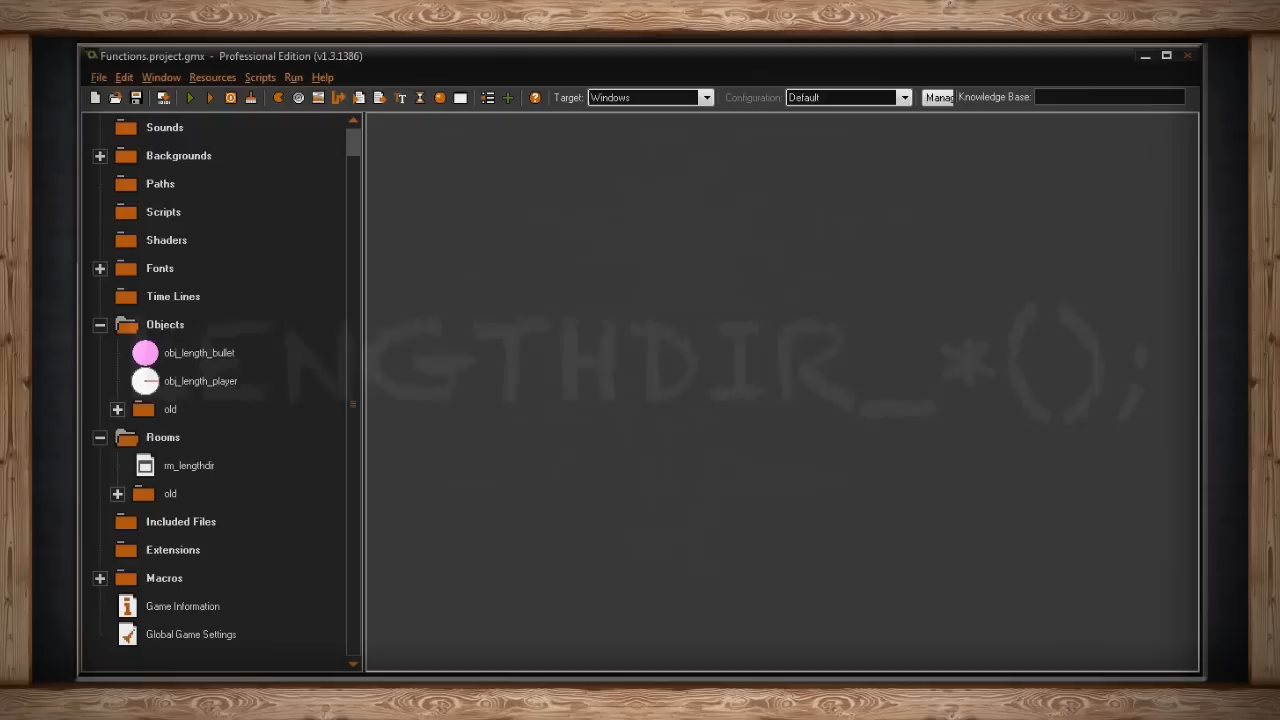 Functions.project.gmx - Professional Edition (v1.3.1386)
File Edit Window Resources Scripts Run Help
Target: Windows Configuration: Default Manag Knowledge Base:
Sounds
Backgrounds
Paths
Scripts
Shaders
Fonts
Time Lines
Objects
obj_length_bullet
obj_length_player
old
Rooms
rm_lengthdir
old
Included Files
Extensions
Macros
Game Information
Global Game Settings
LENGTHDIR_*();